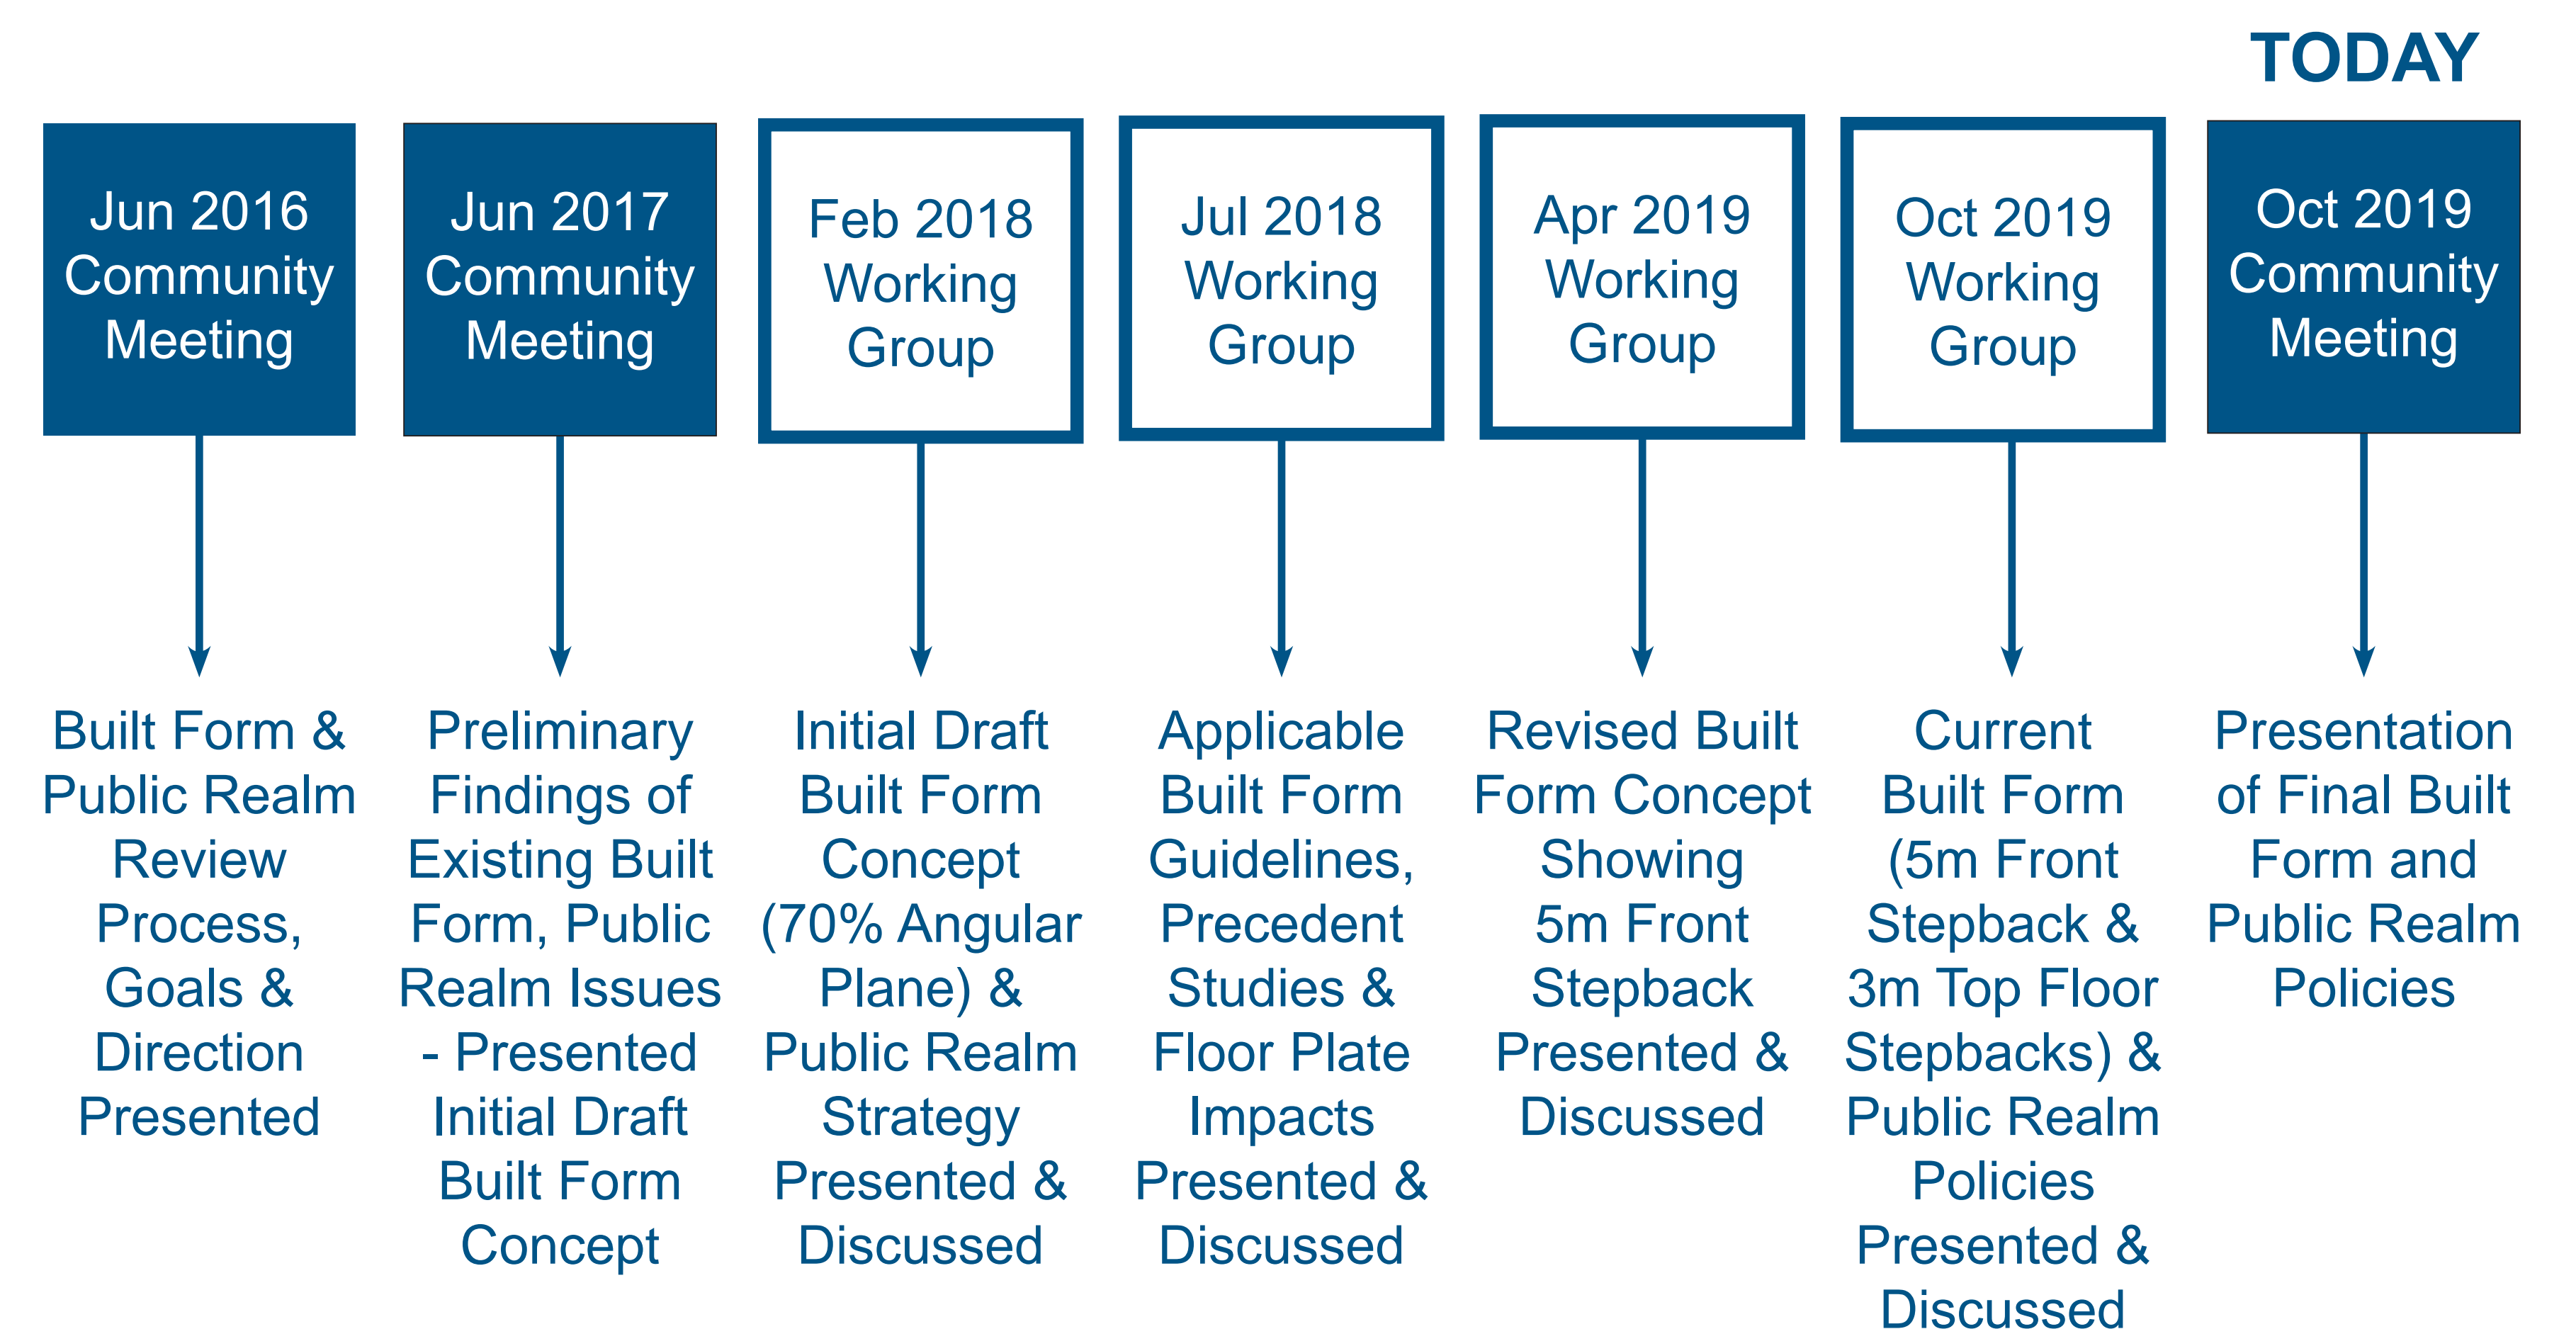 TODAY
Jun 2016
Community
Meeting
Jun 2017
Community
Meeting
Feb 2018
Working
Group
Jul 2018
Working
Group
Apr 2019
Working
Group
Oct 2019
Working
Group
Oct 2019
Community
Meeting
Built Form &
Public Realm
Review
Process,
Goals &
Direction
Presented
Preliminary
Findings of
Existing Built
Form, Public
Realm Issues
- Presented
Initial Draft
Built Form
Concept
Initial Draft
Built Form
Concept
(70% Angular
Plane) &
Public Realm
Strategy
Presented &
Discussed
Applicable
Built Form
Guidelines,
Precedent
Studies &
Floor Plate
Impacts
Presented &
Discussed
Revised Built
Form Concept
Showing
5m Front
Stepback
Presented &
Discussed
Current
Built Form
(5m Front
Stepback &
3m Top Floor
Stepbacks) &
Public Realm
Policies
Presented &
Discussed
Presentation
of Final Built
Form and
Public Realm
Policies